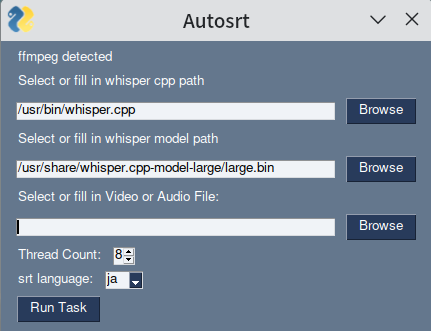 Autosrt
ffmpeg detected
Select or fill in whisper cpp path
/usr/bin/whisper.cpp
Browse
Select or fill in whisper model path
/usr/share/whisper.cpp-model-large/large.bin
Browse
Select or fill in Video or Audio File:
Browse
Thread Count: 8
srt language: ja
Run Task